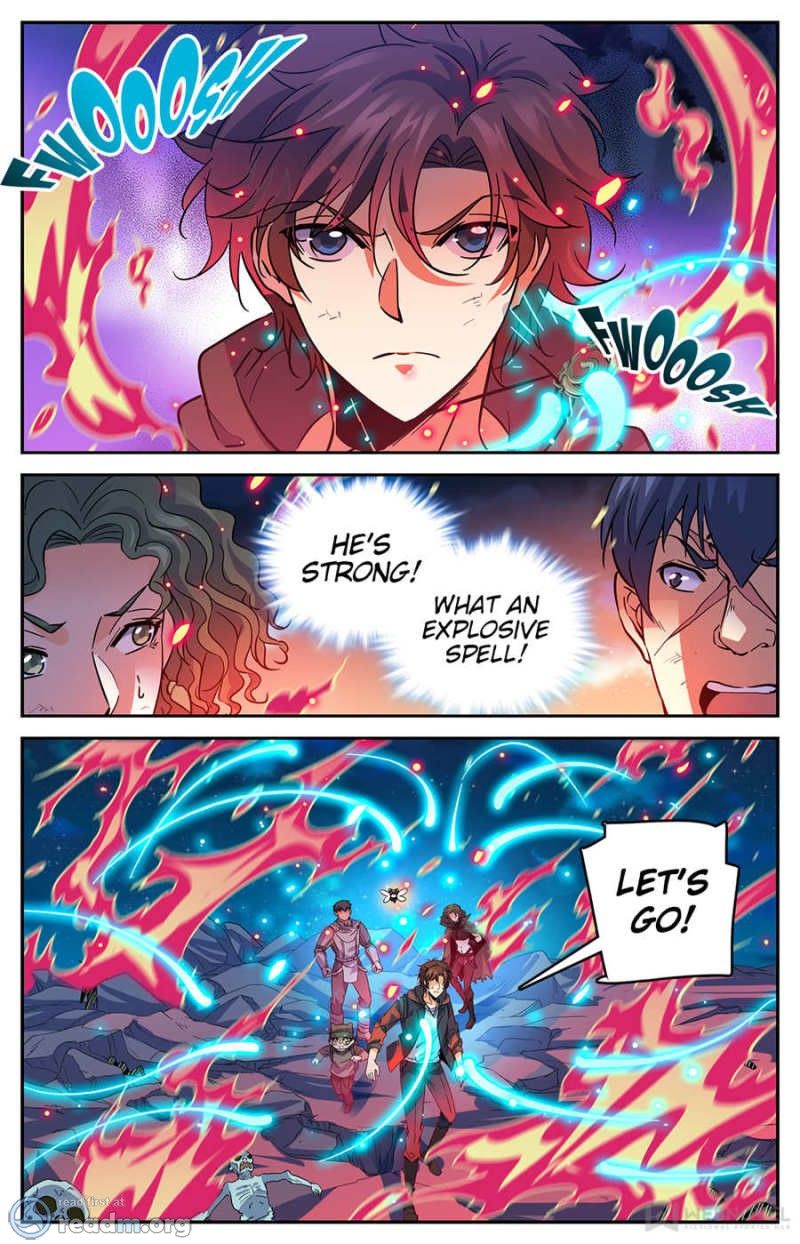 FWOOOSH
FWOOOSH
HE'S
STRONG!
WHAT AN
EXPLOSIVE
SPELL!
LET'S
GO!
read first at
readm.org